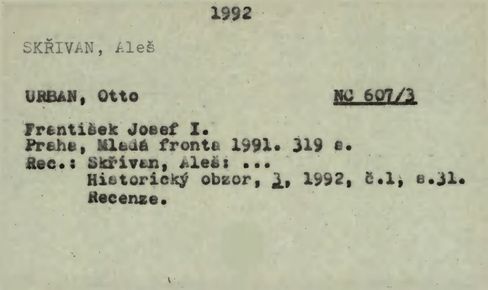 1992
SKŘIVAN, Aleš
URBAN, Otto NC 607/3
František Josef I.
Praha, Mladá fronta 1991. 319 s.
Rec.: Skřivan, Aleš: ...
Historický obzor, 3, 1992, č.1, s.31.
Recenze.